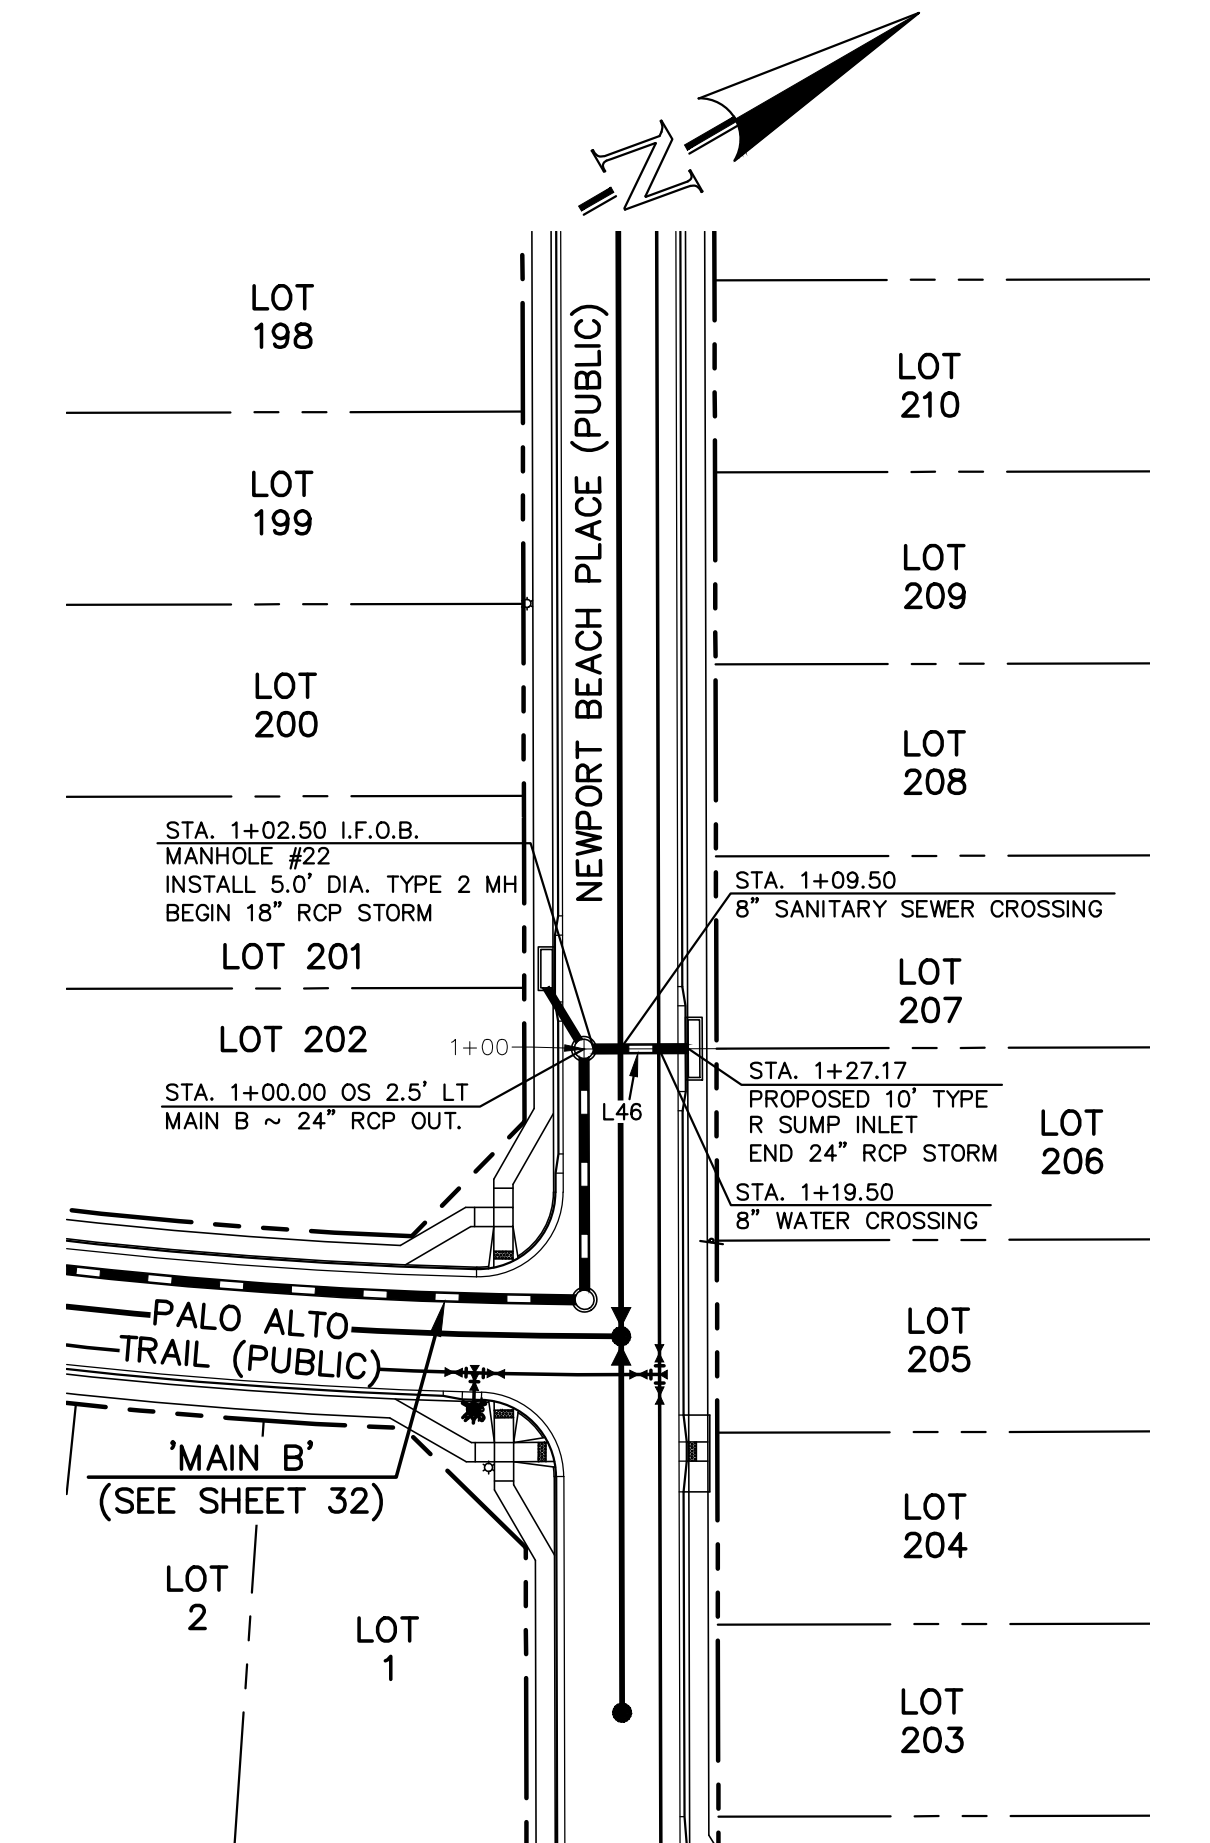 N
LOT
198
LOT
199
LOT
200
STA. 1+02.50 I.F.O.B.
MANHOLE #22
INSTALL 5.0' DIA. TYPE 2 MH
BEGIN 18" RCP STORM
LOT 201
LOT 202
1+00
STA. 1+00.00 OS 2.5' LT
MAIN B ~ 24" RCP OUT.
NEWPORT BEACH PLACE (PUBLIC)
LOT
210
LOT
209
LOT
208
STA. 1+09.50
8" SANITARY SEWER CROSSING
LOT
207
STA. 1+27.17
PROPOSED 10' TYPE
R SUMP INLET
END 24" RCP STORM
L46
LOT
206
STA. 1+19.50
8" WATER CROSSING
PALO ALTO
TRAIL (PUBLIC)
'MAIN B'
(SEE SHEET 32)
LOT
205
LOT
204
LOT
203
LOT
2
LOT
1